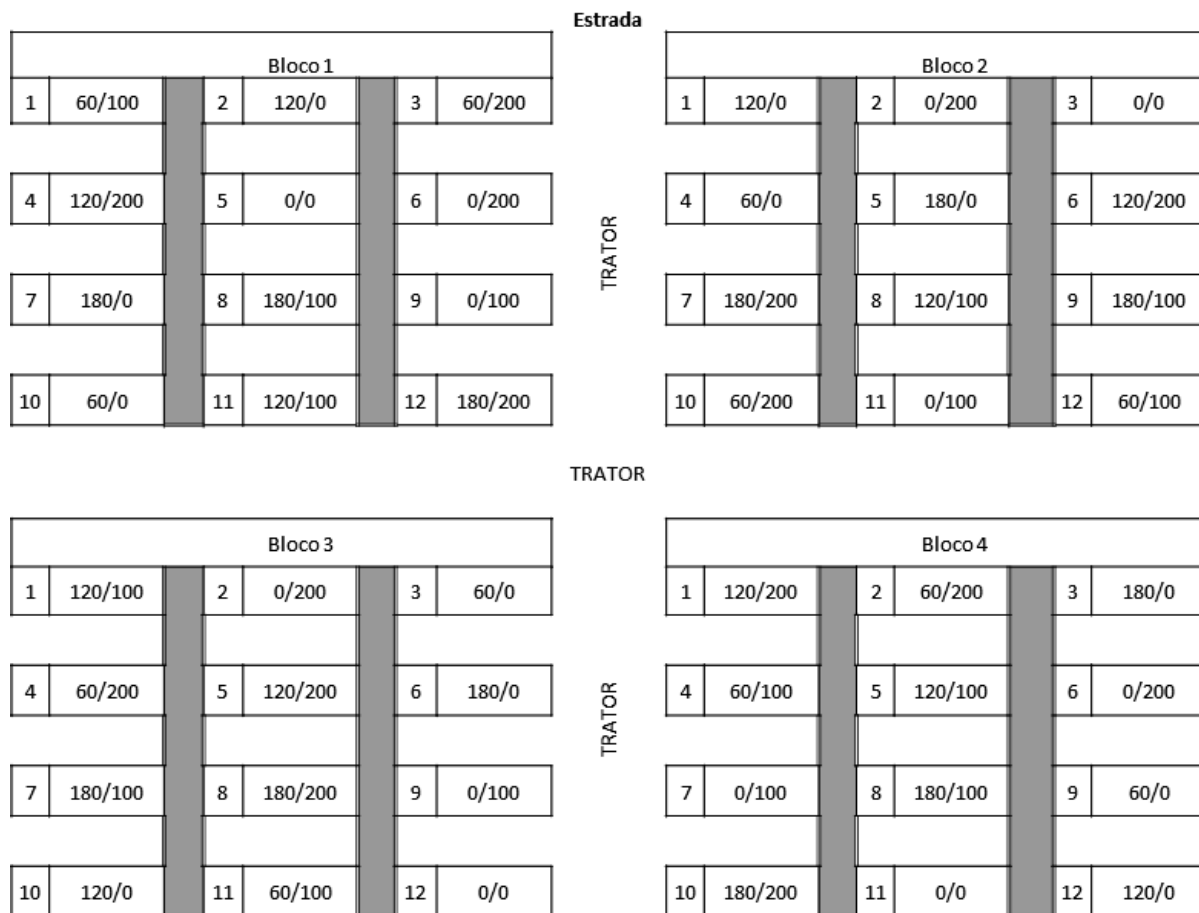 Estrada
Bloco 1
1 60/100 2 120/0 3 60/200
4 120/200 5 0/0 6 0/200
7 180/0 8 180/100 9 0/100
10 60/0 11 120/100 12 180/200
TRATOR
Bloco 2
1 120/0 2 0/200 3 0/0
4 60/0 5 180/0 6 120/200
7 180/200 8 120/100 9 180/100
10 60/200 11 0/100 12 60/100
TRATOR
Bloco 3
1 120/100 2 0/200 3 60/0
4 60/200 5 120/200 6 180/0
7 180/100 8 180/200 9 0/100
10 120/0 11 60/100 12 0/0
TRATOR
Bloco 4
1 120/200 2 60/200 3 180/0
4 60/100 5 120/100 6 0/200
7 0/100 8 180/100 9 60/0
10 180/200 11 0/0 12 120/0